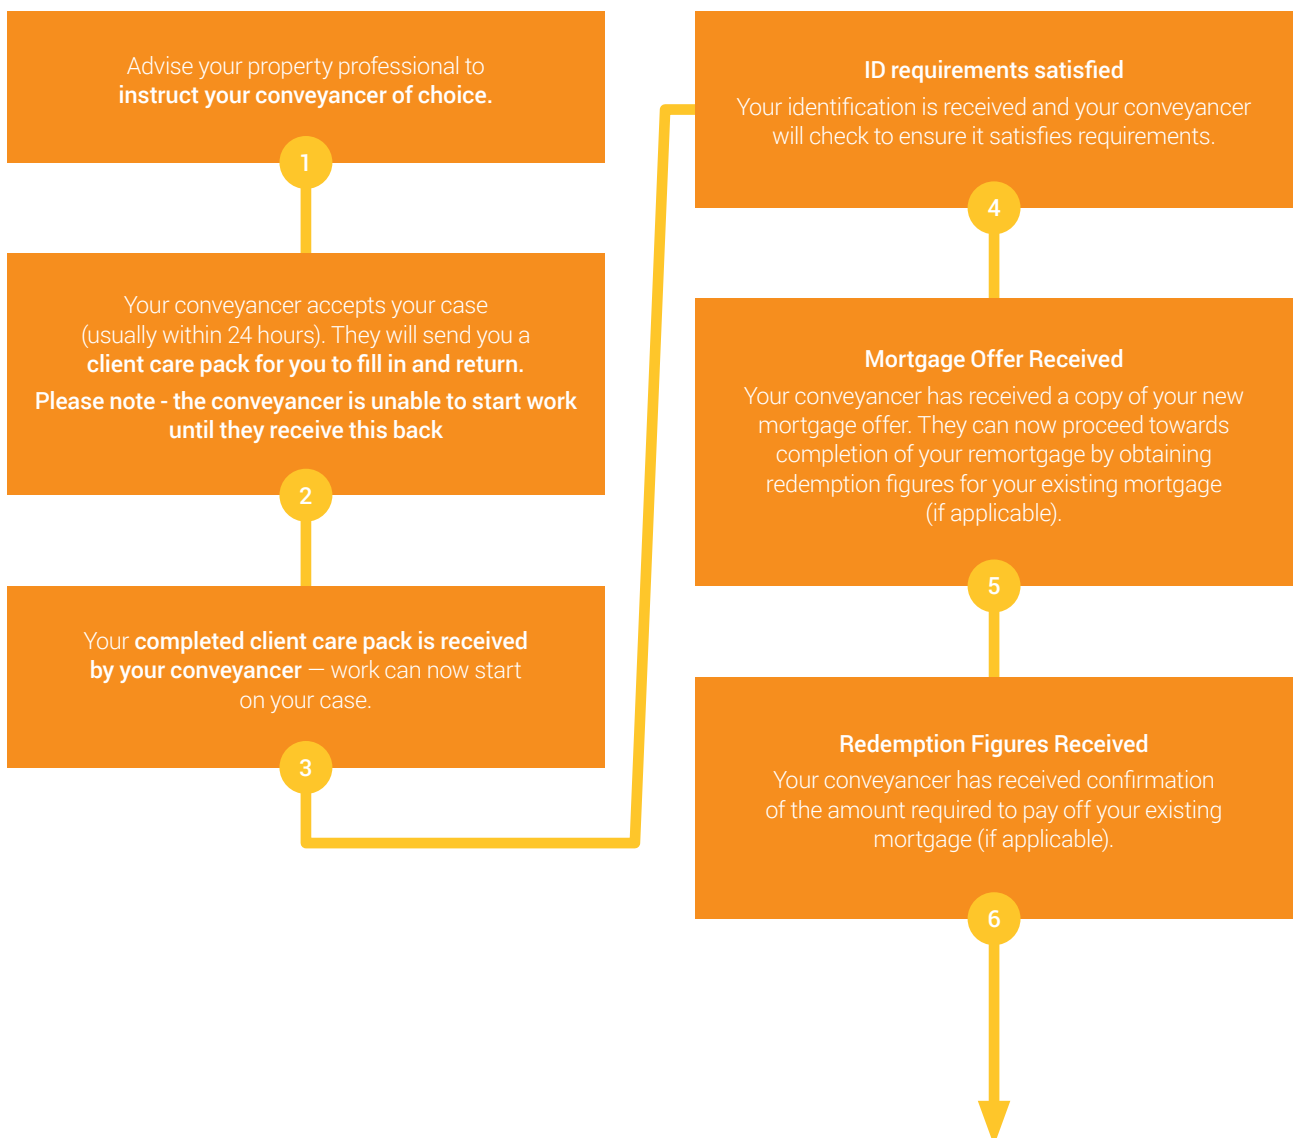 Advise your property professional to
instruct your conveyancer of choice.
1
Your conveyancer accepts your case
(usually within 24 hours). They will send you a
client care pack for you to fill in and return.
Please note - the conveyancer is unable to start work
until they receive this back
2
Your completed client care pack is received
by your conveyancer — work can now start
on your case.
3
ID requirements satisfied
Your identification is received and your conveyancer
will check to ensure it satisfies requirements.
4
Mortgage Offer Received
Your conveyancer has received a copy of your new
mortgage offer. They can now proceed towards
completion of your remortgage by obtaining
redemption figures for your existing mortgage
(if applicable).
5
Redemption Figures Received
Your conveyancer has received confirmation
of the amount required to pay off your existing
mortgage (if applicable).
6